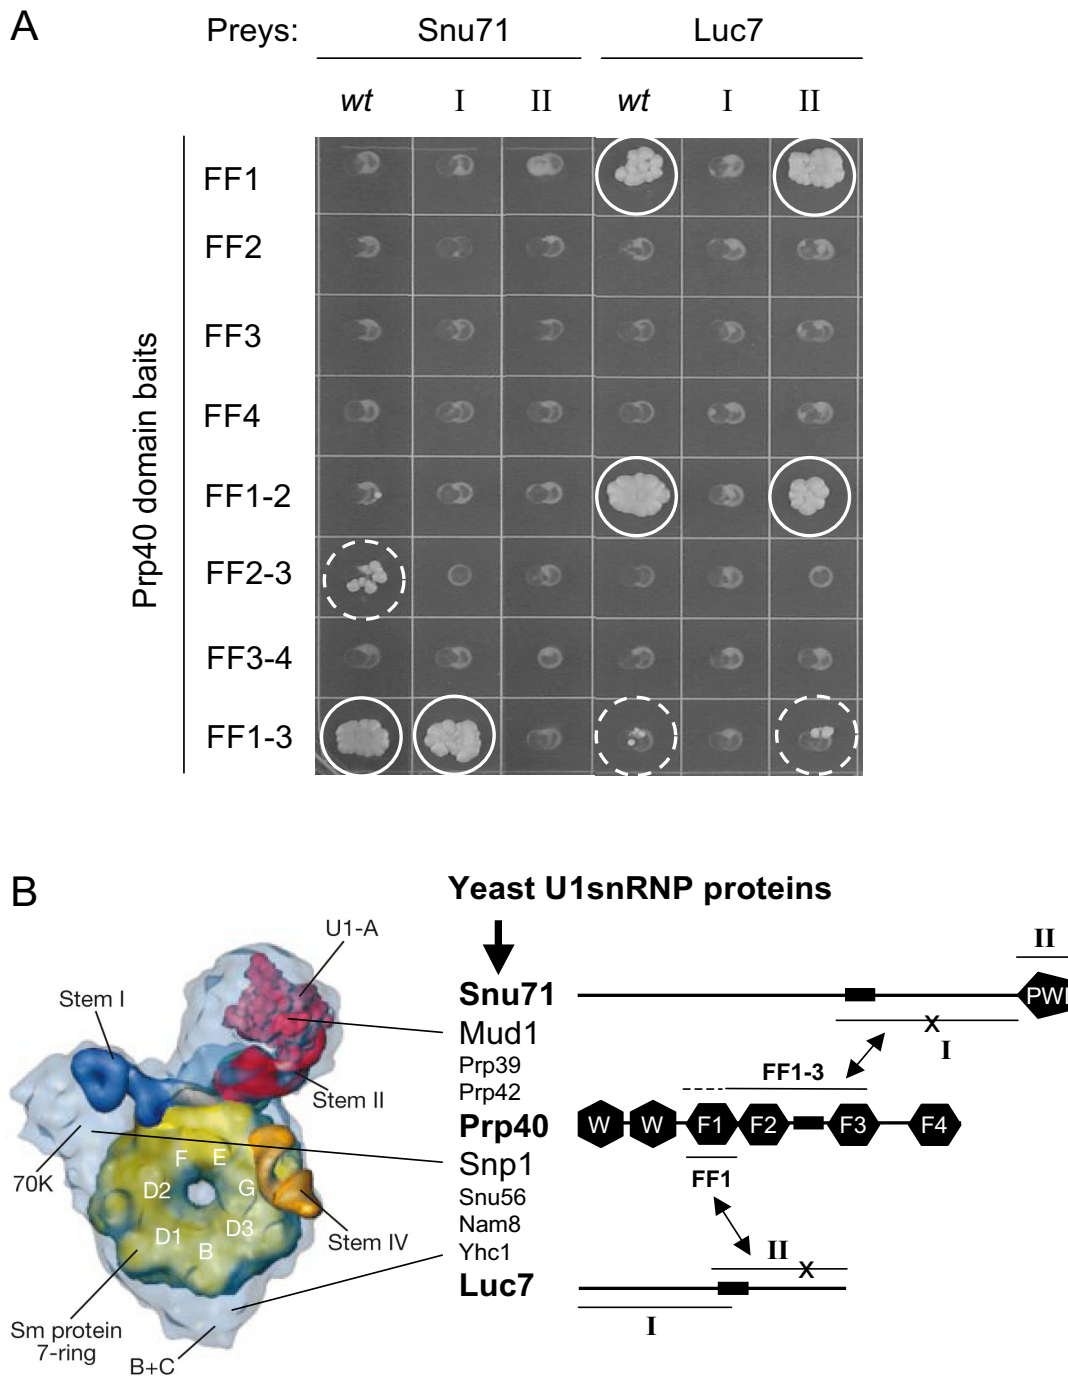 A
Preys: Snu71 Luc7
wt I II wt I II
Prp40 domain baits
FF1
FF2
FF3
FF4
FF1-2
FF2-3
FF3-4
FF1-3
B
Yeast U1snRNP proteins
U1-A
Stem I
Stem II
70K
F E
D2 G
D1 D3
B
Stem IV
Sm protein
7-ring
B+C
Snu71
Mud1
Prp39
Prp42
Prp40
Snp1
Snu56
Nam8
Yhc1
Luc7
II
PWI
X
I
FF1-3
W W F1 F2 F3 F4
FF1
II
X
I